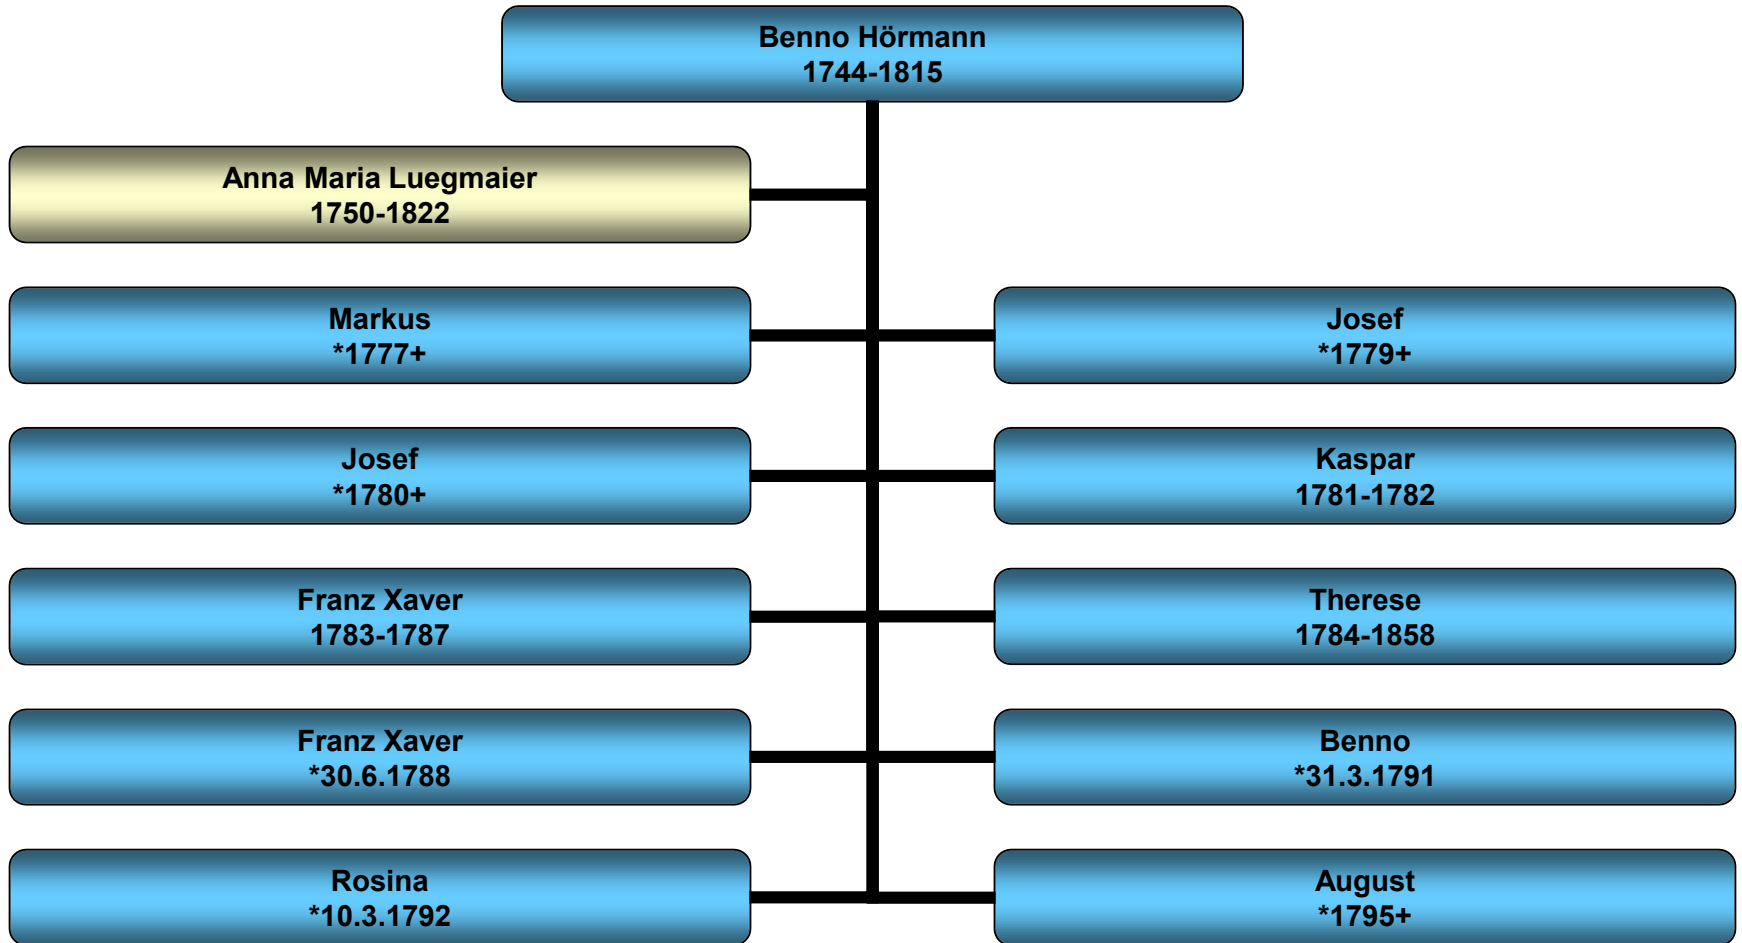 Benno Hörmann
1744-1815
Anna Maria Luegmaier
1750-1822
Markus
*1777+
Josef
*1779+
Josef
*1780+
Kaspar
1781-1782
Franz Xaver
1783-1787
Therese
1784-1858
Franz Xaver
*30.6.1788
Benno
*31.3.1791
Rosina
*10.3.1792
August
*1795+